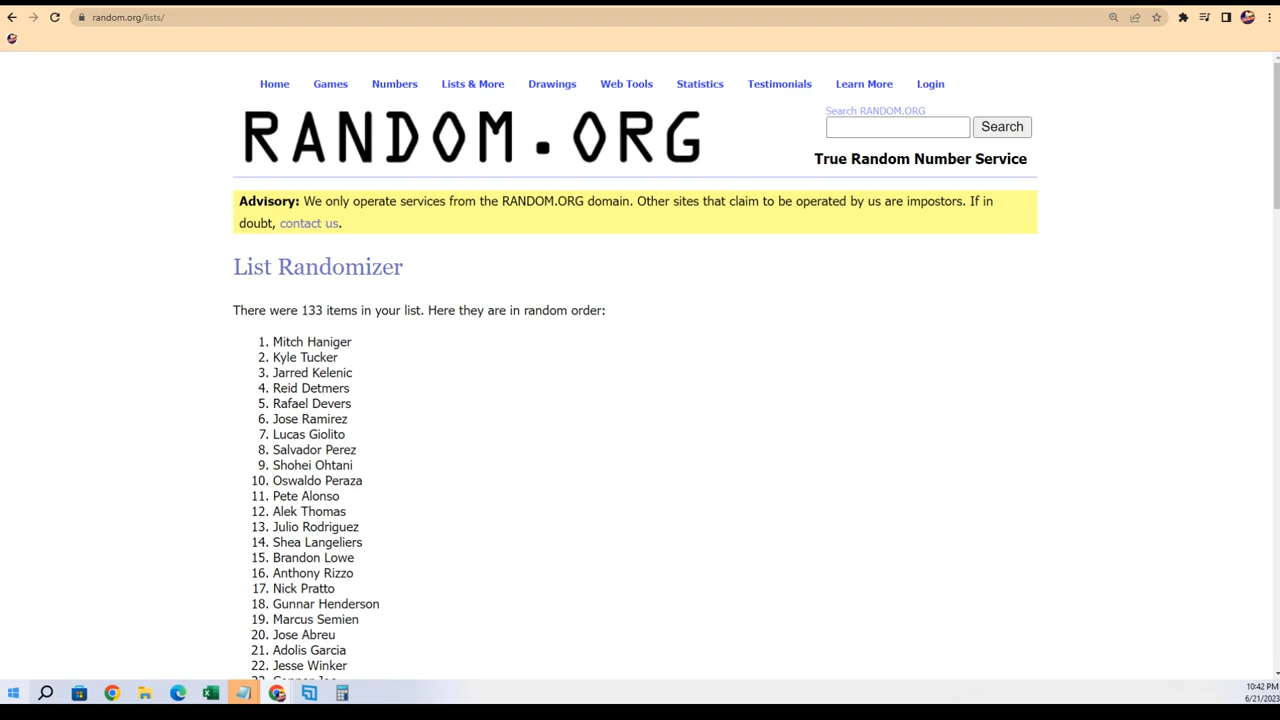 random.org/lists/
Home Games Numbers Lists & More Drawings Web Tools Statistics Testimonials Learn More Login
RANDOM.ORG
Search RANDOM.ORG
Search
True Random Number Service
Advisory: We only operate services from the RANDOM.ORG domain. Other sites that claim to be operated by us are impostors. If in
doubt, contact us.
List Randomizer
There were 133 items in your list. Here they are in random order:
1. Mitch Haniger
2. Kyle Tucker
3. Jarred Kelenic
4. Reid Detmers
5. Rafael Devers
6. Jose Ramirez
7. Lucas Giolito
8. Salvador Perez
9. Shohei Ohtani
10. Oswaldo Peraza
11. Pete Alonso
12. Alek Thomas
13. Julio Rodriguez
14. Shea Langeliers
15. Brandon Lowe
16. Anthony Rizzo
17. Nick Pratto
18. Gunnar Henderson
19. Marcus Semien
20. Jose Abreu
21. Adolis Garcia
22. Jesse Winker
10:42 PM
6/21/2023